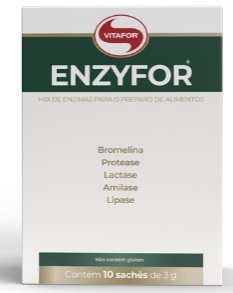 VITAFOR
ENZYFOR®
MIX DE ENZIMAS PARA O PREPARO DE ALIMENTOS
Bromelina
Protease
Lactase
Amilase
Lipase
Não contém glúten
Contém 10 sachês de 3 g